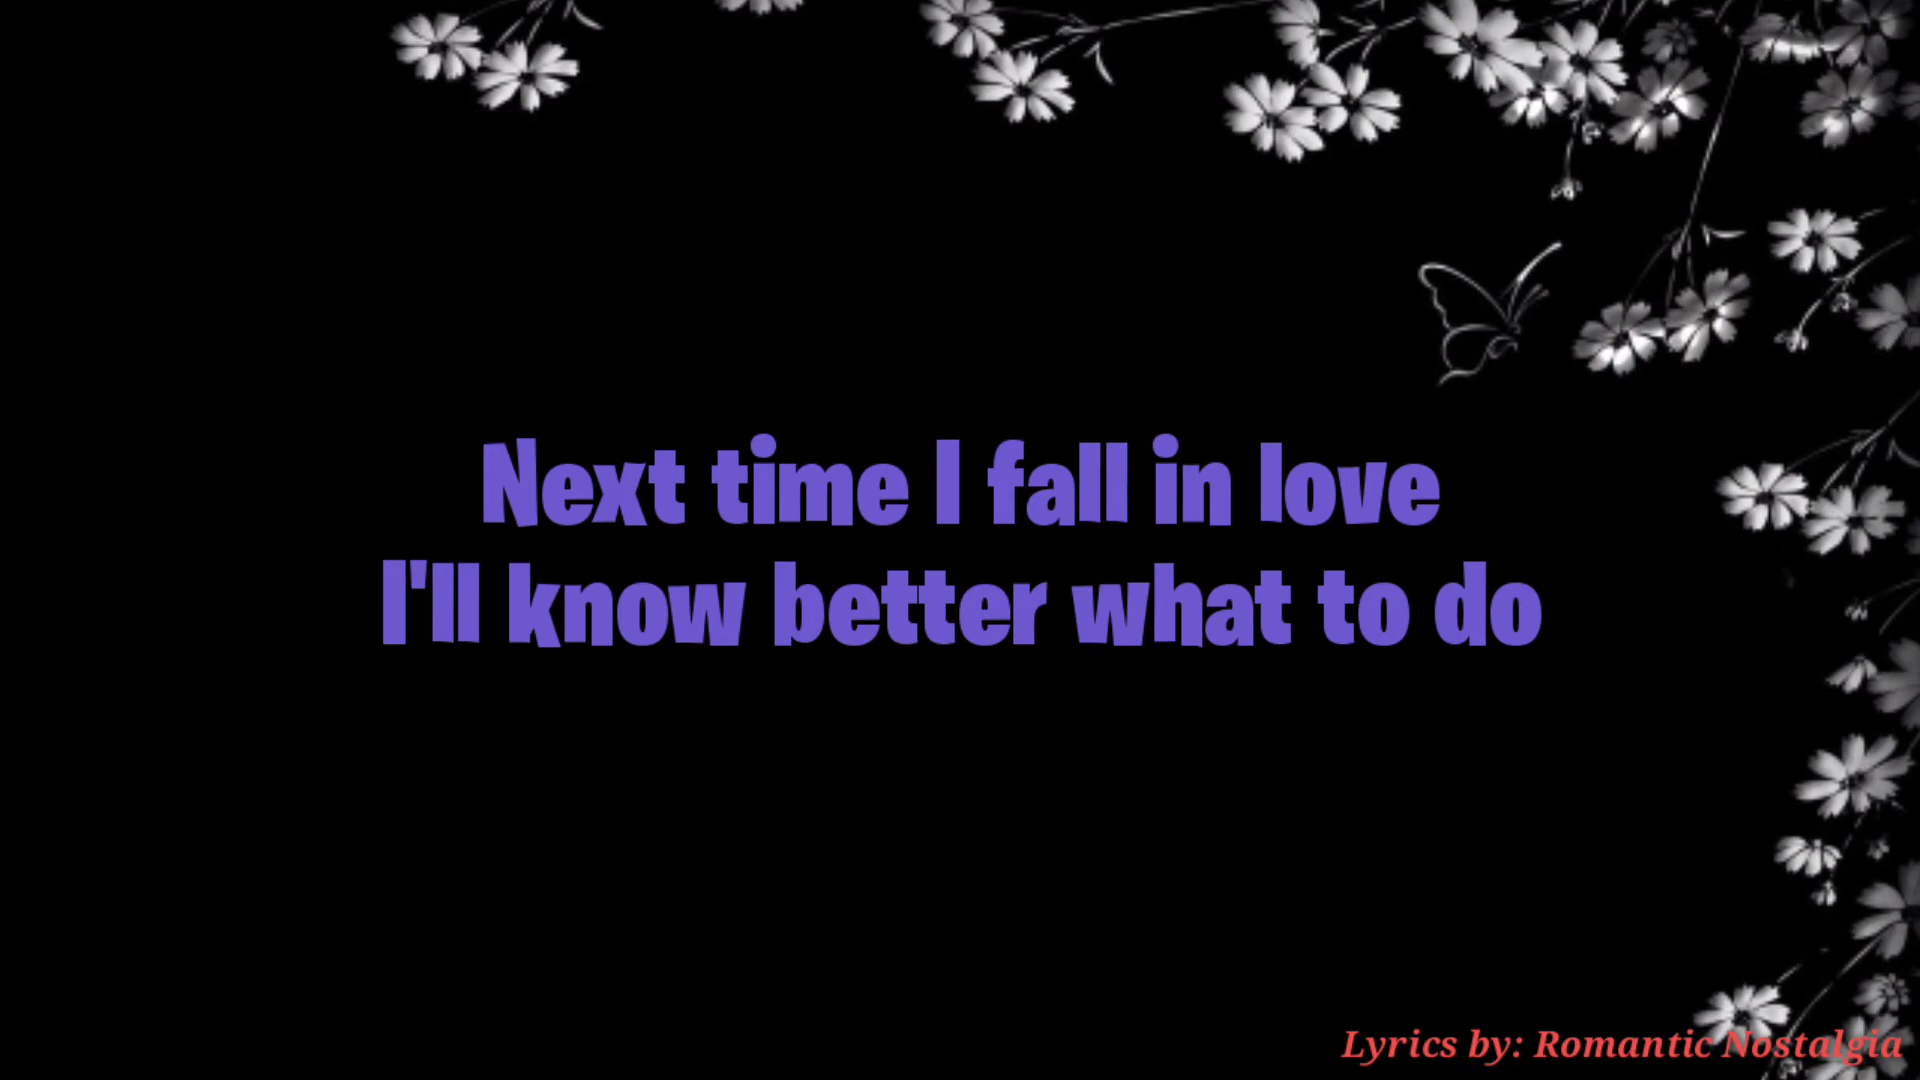 Next time I fall in love
I'll know better what to do
Lyrics by: Romantic Nostalgia